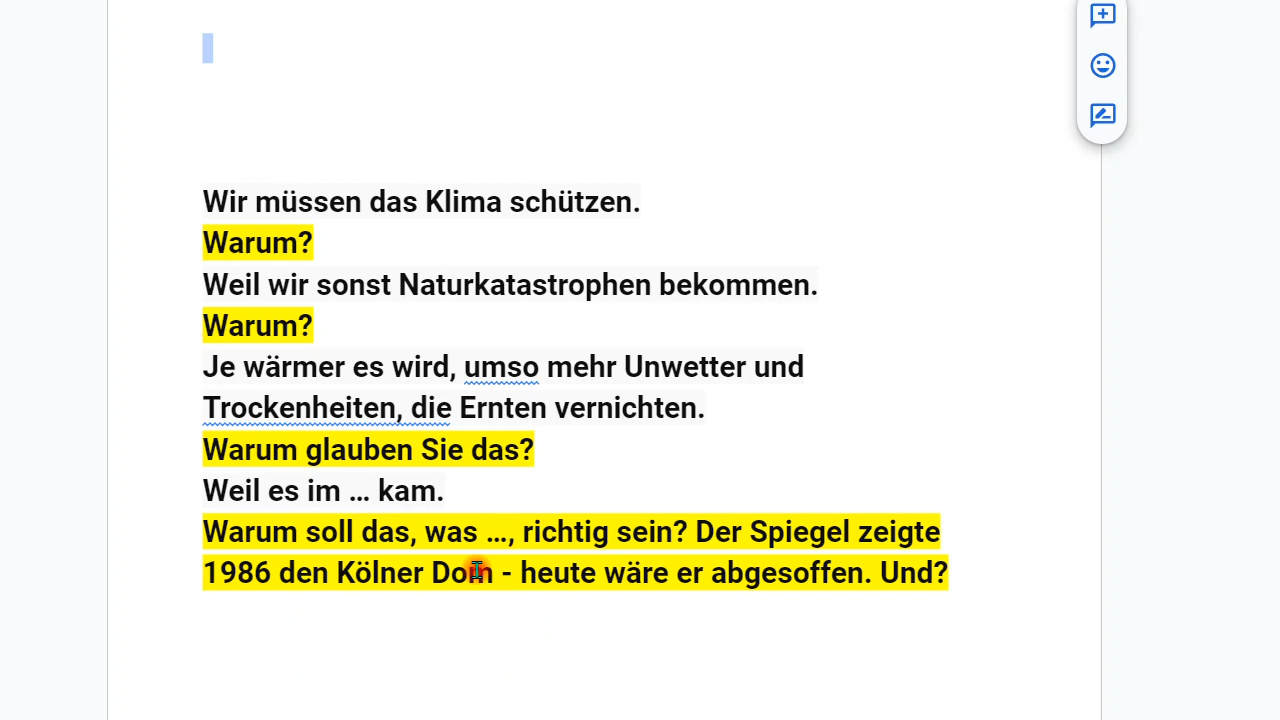 Wir müssen das Klima schützen.
Warum?
Weil wir sonst Naturkatastrophen bekommen.
Warum?
Je wärmer es wird, umso mehr Unwetter und
Trockenheiten, die Ernten vernichten.
Warum glauben Sie das?
Weil es im … kam.
Warum soll das, was …, richtig sein? Der Spiegel zeigte
1986 den Kölner Dom - heute wäre er abgesoffen. Und?